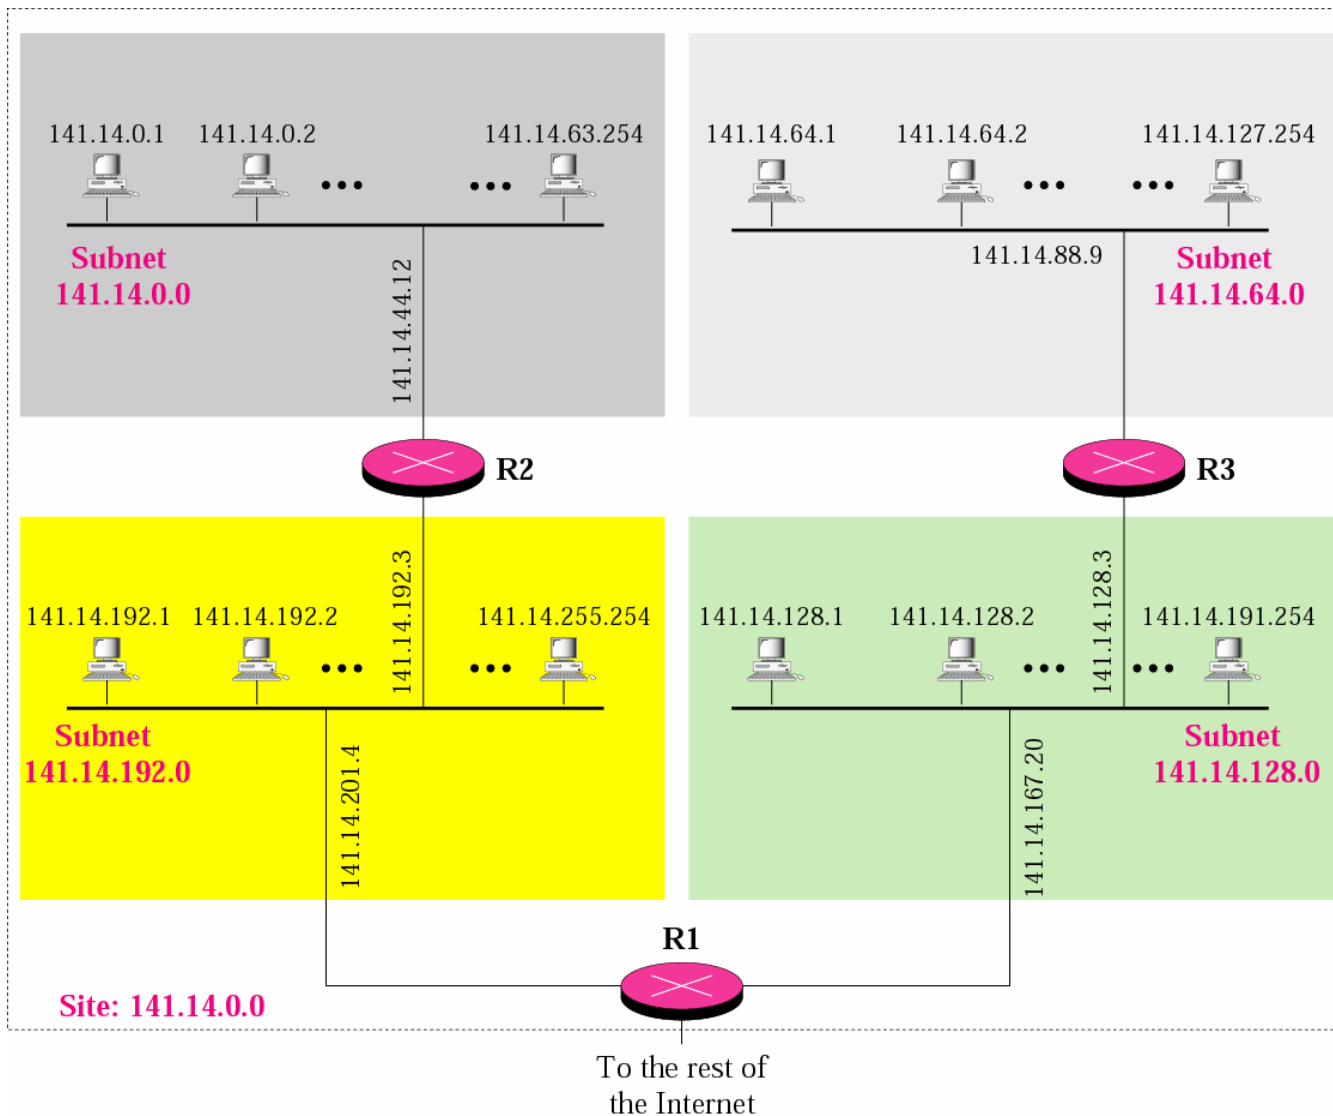 141.14.0.1
141.14.0.2
141.14.63.254
Subnet
141.14.0.0
141.14.44.12
141.14.64.1
141.14.64.2
141.14.127.254
141.14.88.9
Subnet
141.14.64.0
R2
R3
141.14.192.1
141.14.192.2
141.14.192.3
141.14.255.254
Subnet
141.14.192.0
141.14.201.4
141.14.128.1
141.14.128.2
141.14.128.3
141.14.191.254
Subnet
141.14.128.0
141.14.167.20
R1
Site: 141.14.0.0
To the rest of
the Internet